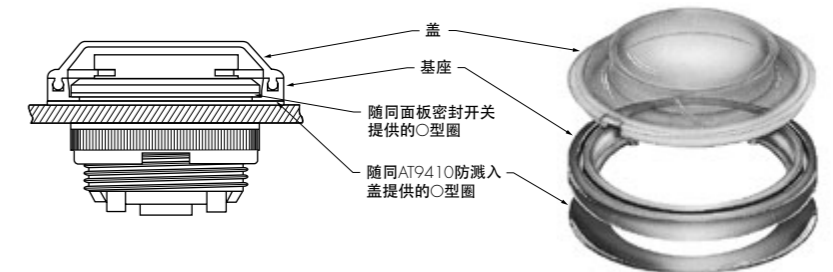 盖
基座
随同面板密封开关
提供的○型圈
随同AT9410防溅入
盖提供的○型圈